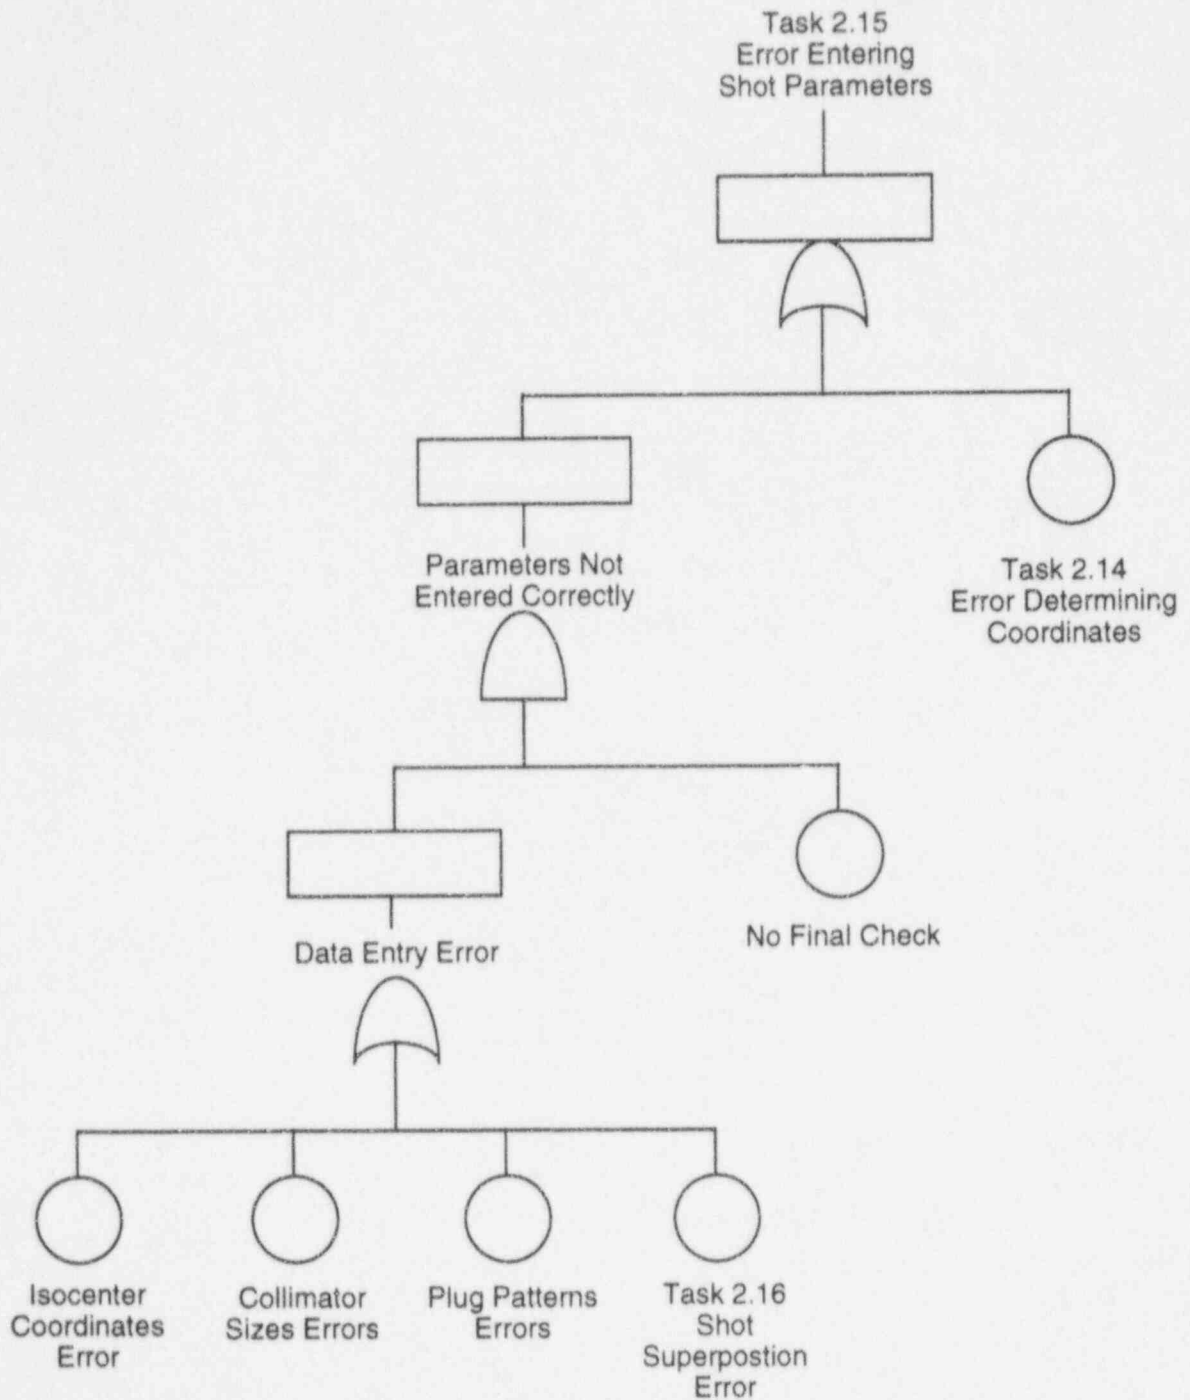 Task 2.15
Error Entering
Shot Parameters
Parameters Not
Entered Correctly
Task 2.14
Error Determining
Coordinates
Data Entry Error
No Final Check
Isocenter
Coordinates
Error
Collimator
Sizes Errors
Plug Patterns
Errors
Task 2.16
Shot
Superpostion
Error